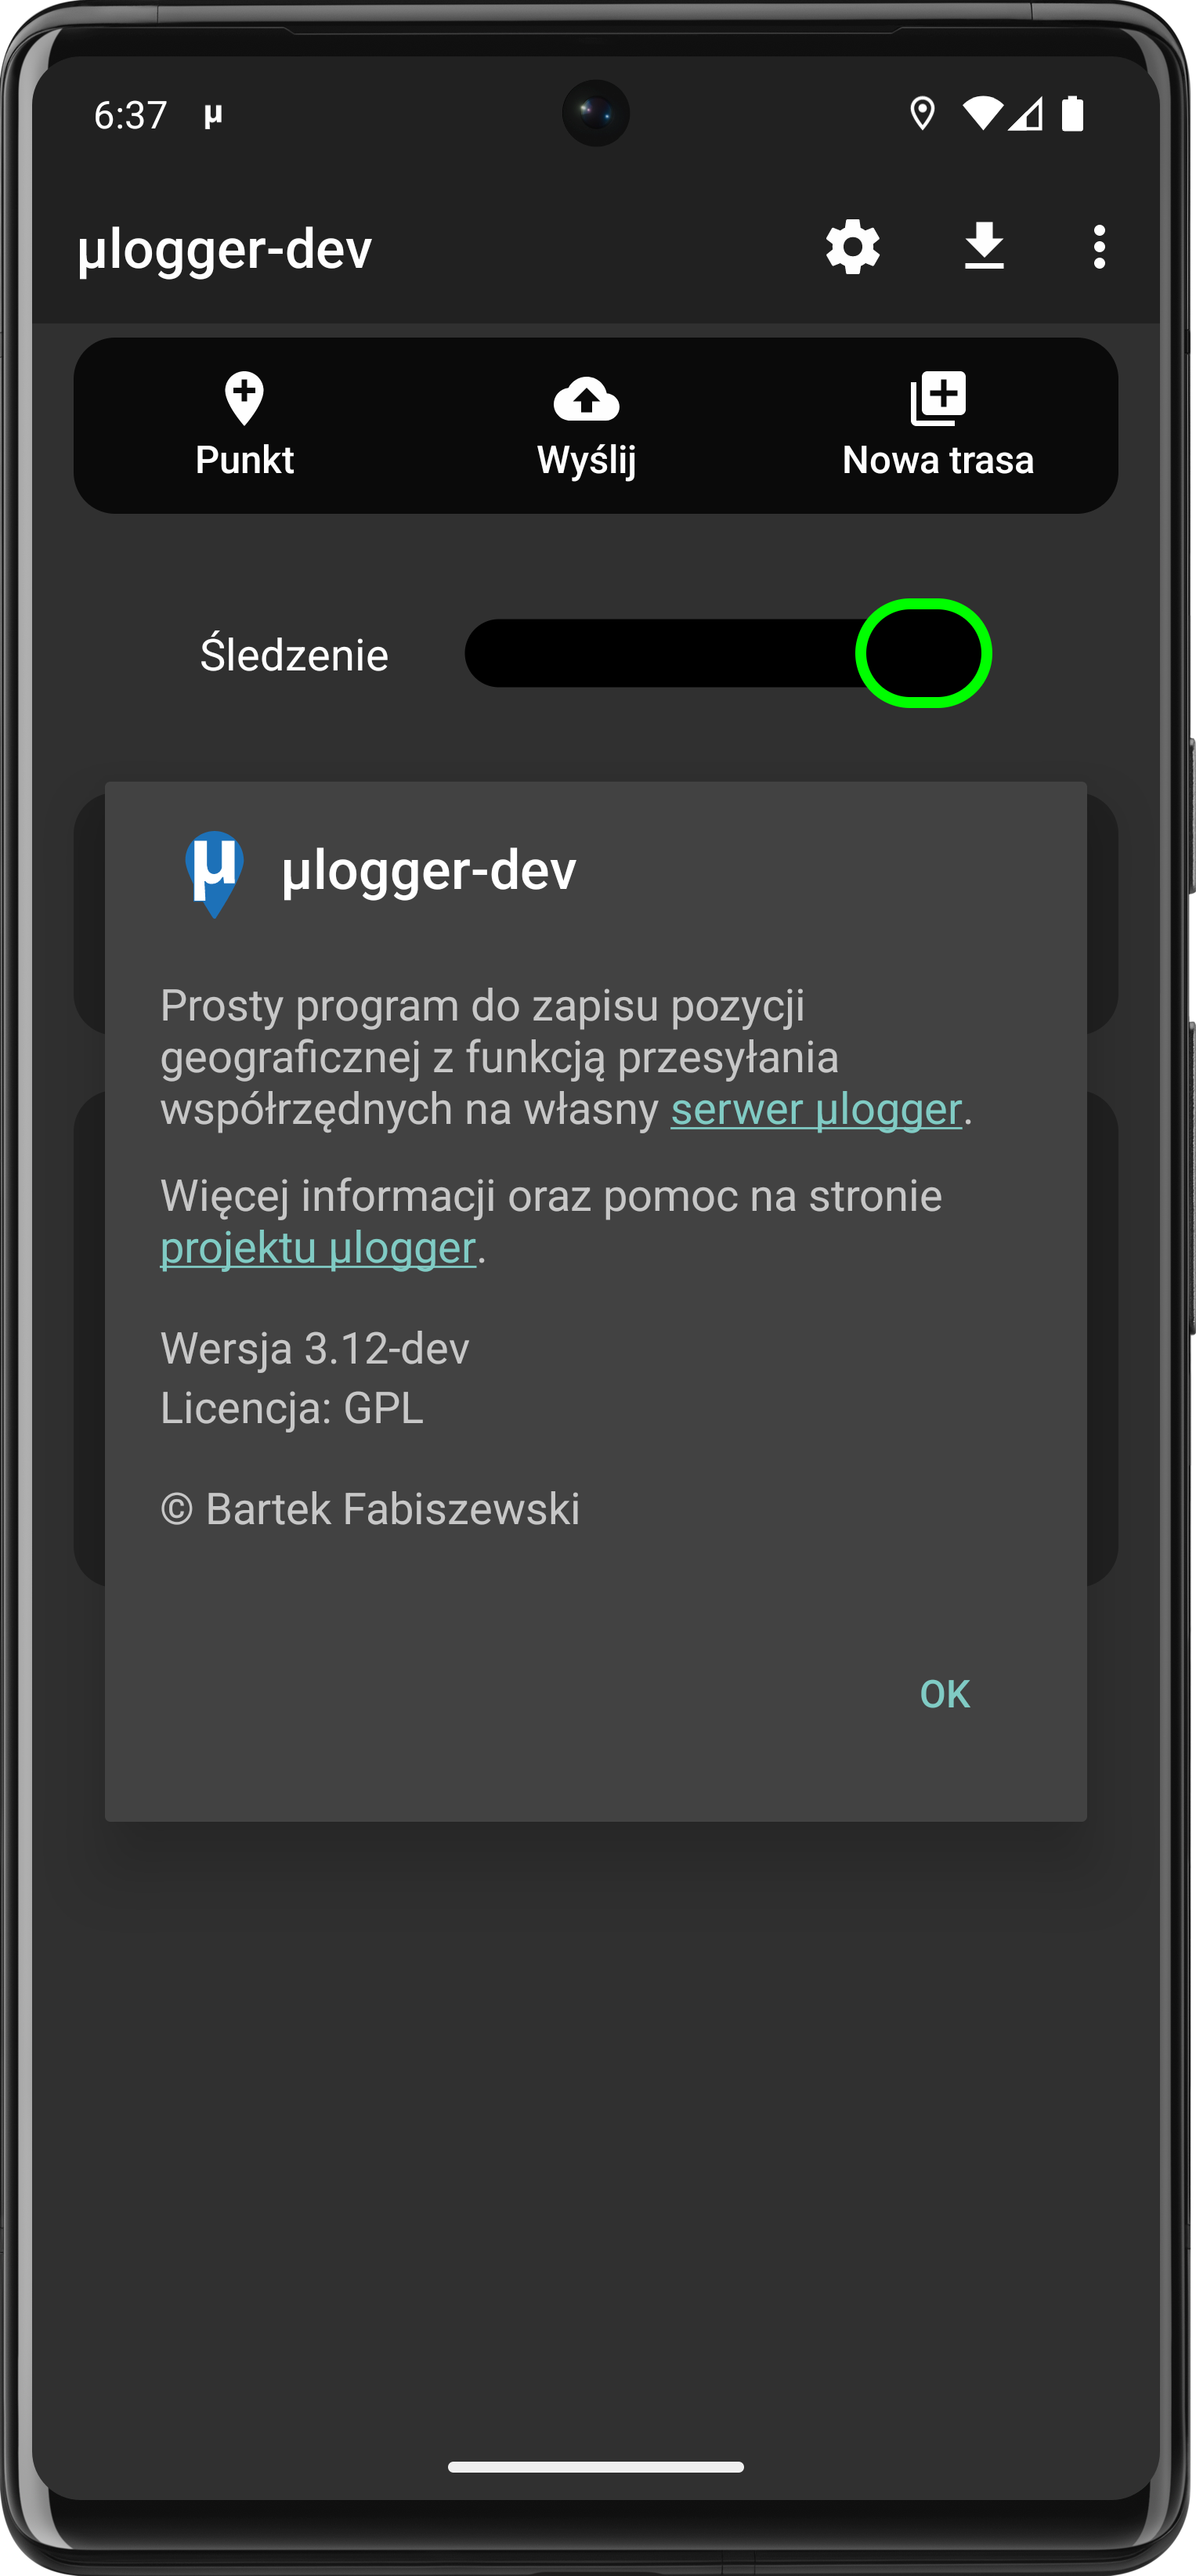 6:37 µ
µlogger-dev
Punkt
Wyślij
Nowa trasa
Śledzenie
µ µlogger-dev
Prosty program do zapisu pozycji
geograficznej z funkcją przesyłania
współrzędnych na własny serwer µlogger.
Więcej informacji oraz pomoc na stronie
projektu µlogger.
Wersja 3.12-dev
Licencja: GPL
© Bartek Fabiszewski
OK